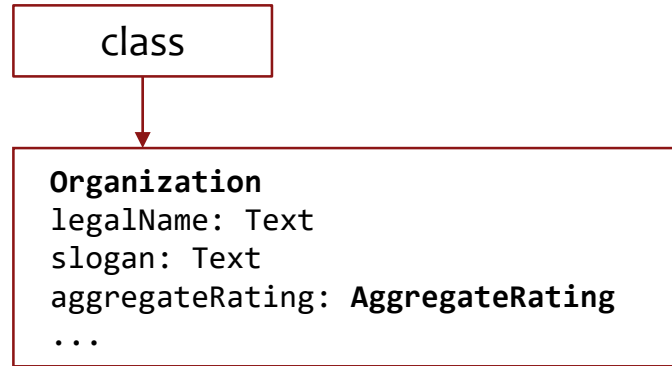 class
Organization
legalName: Text
slogan: Text
aggregateRating: AggregateRating
...